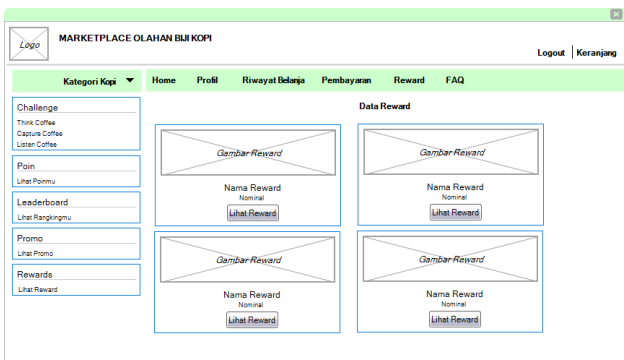 Logo
MARKETPLACE OLAHAN BIJI KOPI
Logout | Keranjang
Kategori Kopi
Home Profil Riwayat Belanja Pembayaran Reward FAQ
Challenge
Think Coffee
Capture Coffee
Listen Coffee
Poin
Lihat Poinmu
Leaderboard
Lihat Rangkingmu
Promo
Lihat Promo
Rewards
Lihat Reward
Data Reward
Gambar Reward
Nama Reward
Nominal
Lihat Reward
Gambar Reward
Nama Reward
Nominal
Lihat Reward
Gambar Reward
Nama Reward
Nominal
Lihat Reward
Gambar Reward
Nama Reward
Nominal
Lihat Reward